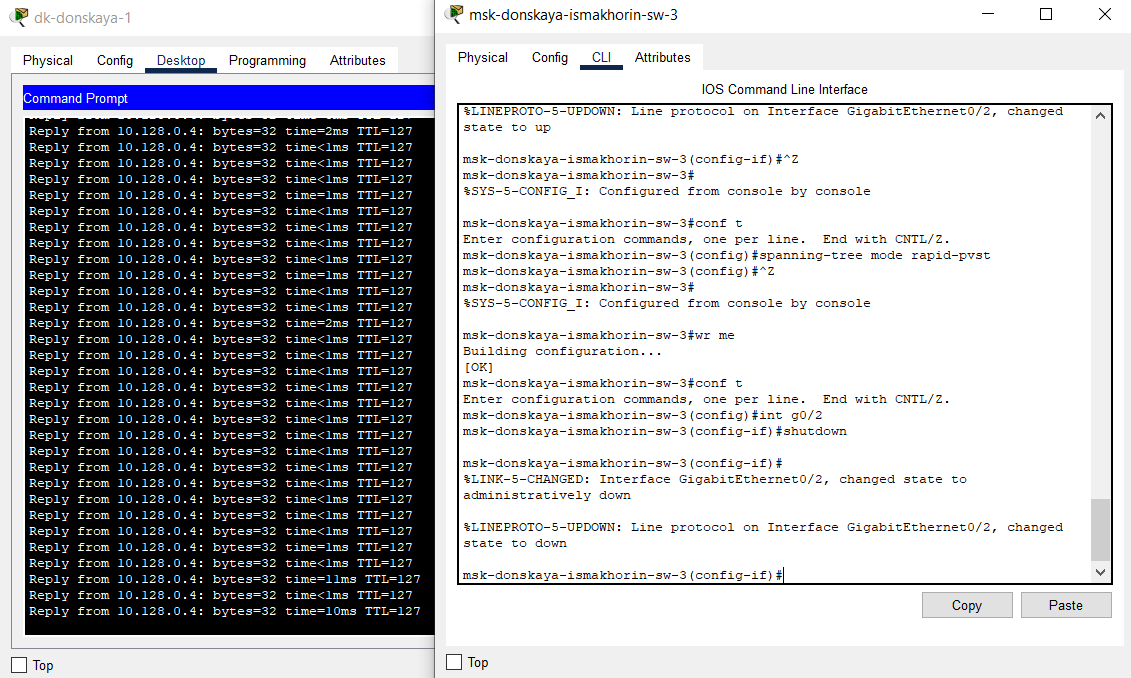 dk-donskaya-1
Physical Config Desktop Programming Attributes
Command Prompt
Reply from 10.128.0.4: bytes=32 time=2ms TTL=127
Reply from 10.128.0.4: bytes=32 time<1ms TTL=127
Reply from 10.128.0.4: bytes=32 time<1ms TTL=127
Reply from 10.128.0.4: bytes=32 time<1ms TTL=127
Reply from 10.128.0.4: bytes=32 time<1ms TTL=127
Reply from 10.128.0.4: bytes=32 time<1ms TTL=127
Reply from 10.128.0.4: bytes=32 time<1ms TTL=127
Reply from 10.128.0.4: bytes=32 time<1ms TTL=127
Reply from 10.128.0.4: bytes=32 time<1ms TTL=127
Reply from 10.128.0.4: bytes=32 time=1ms TTL=127
Reply from 10.128.0.4: bytes=32 time<1ms TTL=127
Reply from 10.128.0.4: bytes=32 time<1ms TTL=127
Reply from 10.128.0.4: bytes=32 time=2ms TTL=127
Reply from 10.128.0.4: bytes=32 time<1ms TTL=127
Reply from 10.128.0.4: bytes=32 time=1ms TTL=127
Reply from 10.128.0.4: bytes=32 time<1ms TTL=127
Reply from 10.128.0.4: bytes=32 time<1ms TTL=127
Reply from 10.128.0.4: bytes=32 time<1ms TTL=127
Reply from 10.128.0.4: bytes=32 time<1ms TTL=127
Reply from 10.128.0.4: bytes=32 time<1ms TTL=127
Reply from 10.128.0.4: bytes=32 time<1ms TTL=127
Reply from 10.128.0.4: bytes=32 time<1ms TTL=127
Reply from 10.128.0.4: bytes=32 time<1ms TTL=127
Reply from 10.128.0.4: bytes=32 time<1ms TTL=127
Reply from 10.128.0.4: bytes=32 time<1ms TTL=127
Reply from 10.128.0.4: bytes=32 time<1ms TTL=127
Reply from 10.128.0.4: bytes=32 time=1ms TTL=127
Reply from 10.128.0.4: bytes=32 time<1ms TTL=127
Reply from 10.128.0.4: bytes=32 time=11ms TTL=127
Reply from 10.128.0.4: bytes=32 time<1ms TTL=127
Reply from 10.128.0.4: bytes=32 time=10ms TTL=127
Top
msk-donskaya-ismakhorin-sw-3
Physical Config CLI Attributes
IOS Command Line Interface
%LINEPROTO-5-UPDOWN: Line protocol on Interface GigabitEthernet0/2, changed
state to up
msk-donskaya-ismakhorin-sw-3(config-if)#^Z
msk-donskaya-ismakhorin-sw-3#
%SYS-5-CONFIG_I: Configured from console by console
msk-donskaya-ismakhorin-sw-3#conf t
Enter configuration commands, one per line.  End with CNTL/Z.
msk-donskaya-ismakhorin-sw-3(config)#spanning-tree mode rapid-pvst
msk-donskaya-ismakhorin-sw-3(config)#^Z
msk-donskaya-ismakhorin-sw-3#
%SYS-5-CONFIG_I: Configured from console by console
msk-donskaya-ismakhorin-sw-3#wr me
Building configuration...
[OK]
msk-donskaya-ismakhorin-sw-3#conf t
Enter configuration commands, one per line.  End with CNTL/Z.
msk-donskaya-ismakhorin-sw-3(config)#int g0/2
msk-donskaya-ismakhorin-sw-3(config-if)#shutdown
msk-donskaya-ismakhorin-sw-3(config-if)#
%LINK-5-CHANGED: Interface GigabitEthernet0/2, changed state to
administratively down
%LINEPROTO-5-UPDOWN: Line protocol on Interface GigabitEthernet0/2, changed
state to down
msk-donskaya-ismakhorin-sw-3(config-if)#
Copy Paste
Top